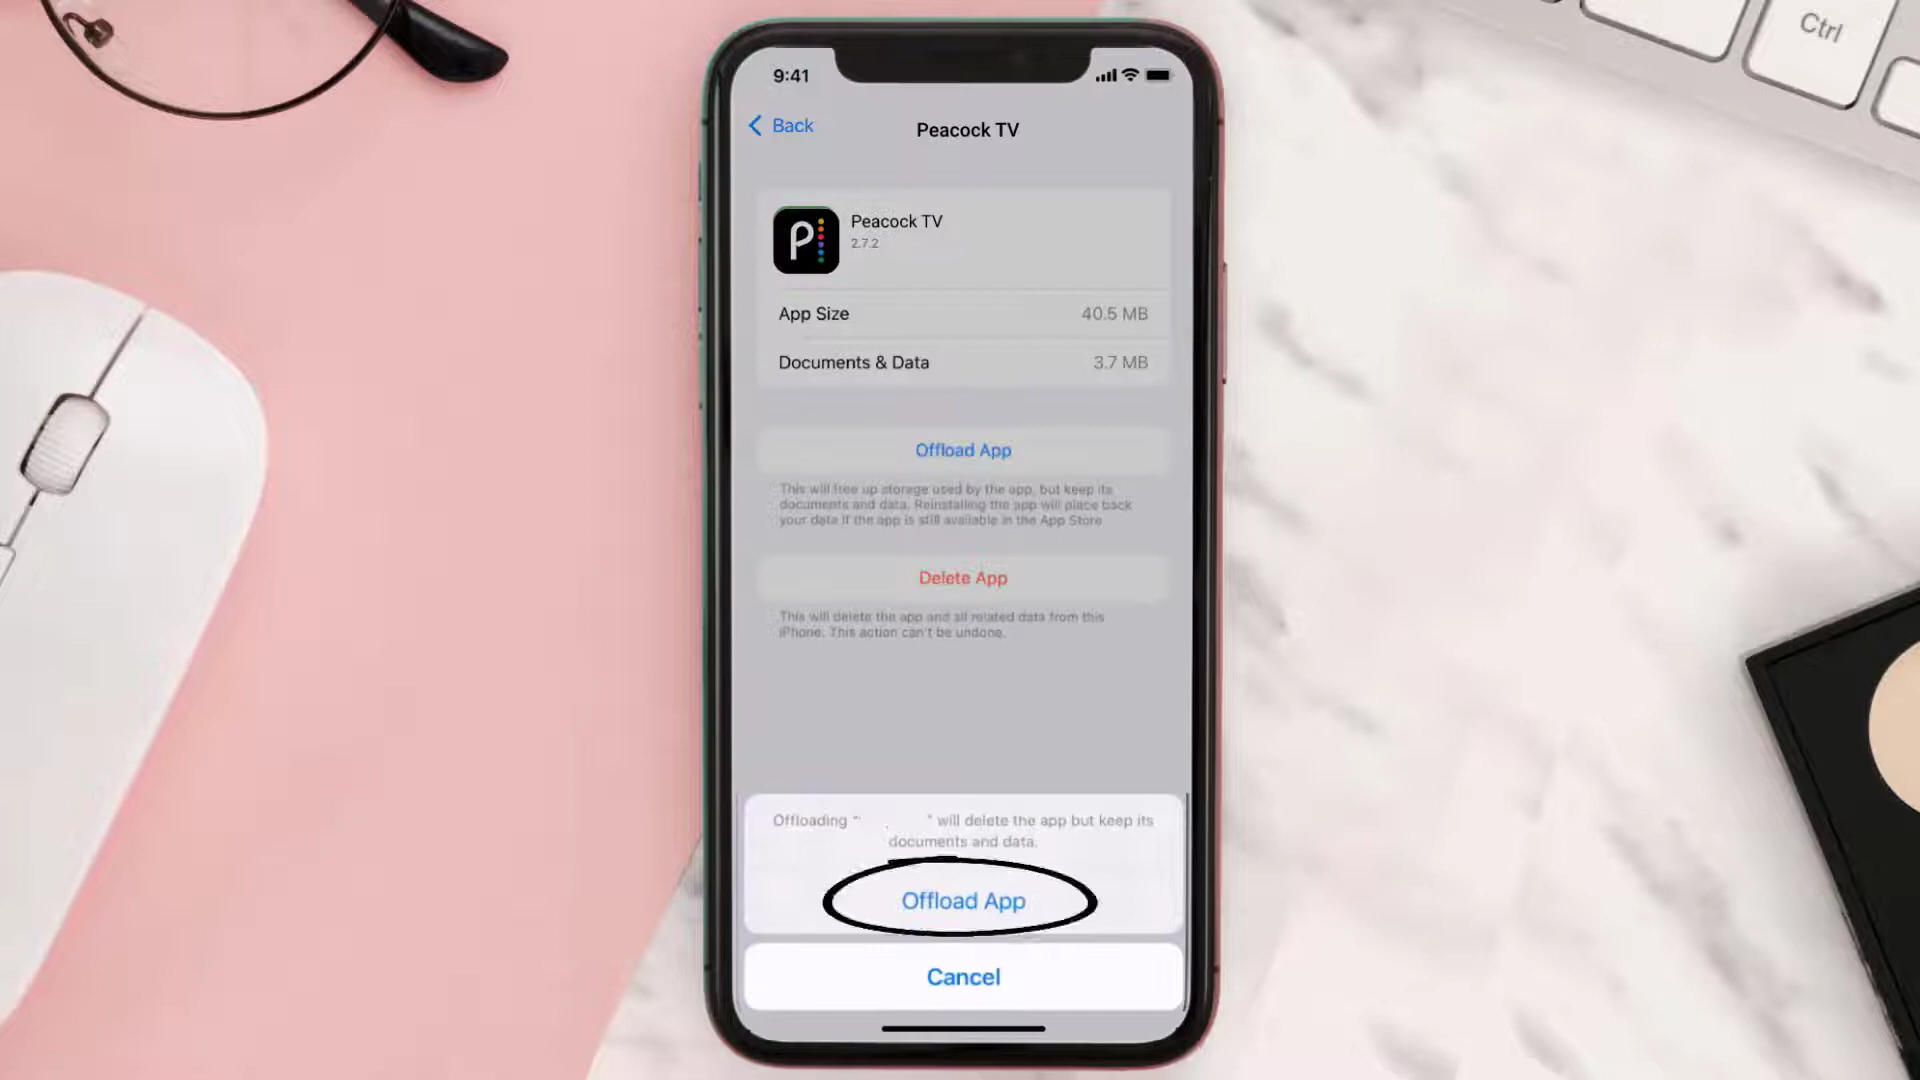 Ctrl
9:41
Back
Peacock TV
P
Peacock TV
2.7.2
App Size
40.5 MB
Documents & Data
3.7 MB
Offload App
This will free up storage used by the app, but keep its
documents and data. Reinstalling the app will place back
your data if the app is still available in the App Store
Delete App
This will delete the app and all related data from this
iPhone. This action can't be undone.
Offloading " " will delete the app but keep its
documents and data.
Offload App
Cancel